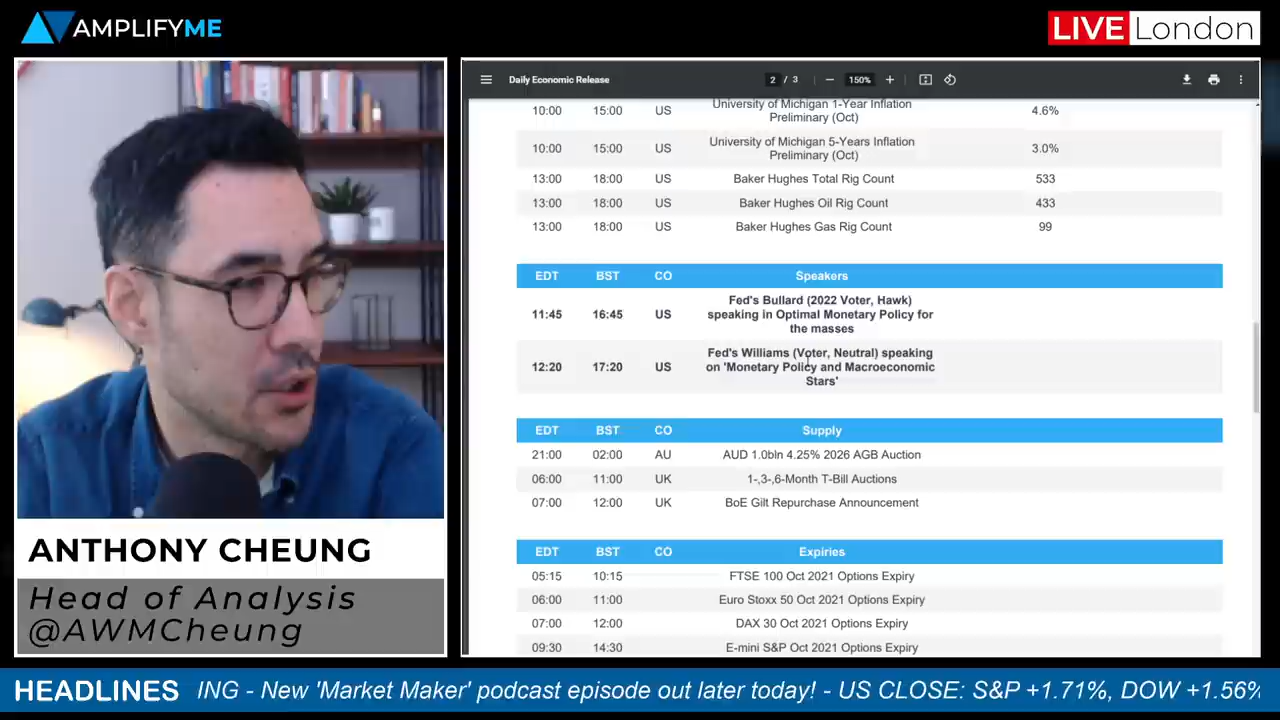 AMPLIFYME
LIVE London
Daily Economic Release
2 / 3
150%
10:00 15:00 US University of Michigan 1-Year Inflation
Preliminary (Oct) 4.6%
10:00 15:00 US University of Michigan 5-Years Inflation
Preliminary (Oct) 3.0%
13:00 18:00 US Baker Hughes Total Rig Count 533
13:00 18:00 US Baker Hughes Oil Rig Count 433
13:00 18:00 US Baker Hughes Gas Rig Count 99
EDT BST CO Speakers
11:45 16:45 US Fed's Bullard (2022 Voter, Hawk)
speaking in Optimal Monetary Policy for
the masses
12:20 17:20 US Fed's Williams (Voter, Neutral) speaking
on 'Monetary Policy and Macroeconomic
Stars'
EDT BST CO Supply
21:00 02:00 AU AUD 1.0bln 4.25% 2026 AGB Auction
06:00 11:00 UK 1-,3-,6-Month T-Bill Auctions
07:00 12:00 UK BoE Gilt Repurchase Announcement
EDT BST CO Expiries
05:15 10:15 FTSE 100 Oct 2021 Options Expiry
06:00 11:00 Euro Stoxx 50 Oct 2021 Options Expiry
07:00 12:00 DAX 30 Oct 2021 Options Expiry
09:30 14:30 E-mini S&P Oct 2021 Options Expiry
ANTHONY CHEUNG
Head of Analysis
@AWMCheung
HEADLINES ING - New 'Market Maker' podcast episode out later today! - US CLOSE: S&P +1.71%, DOW +1.56%